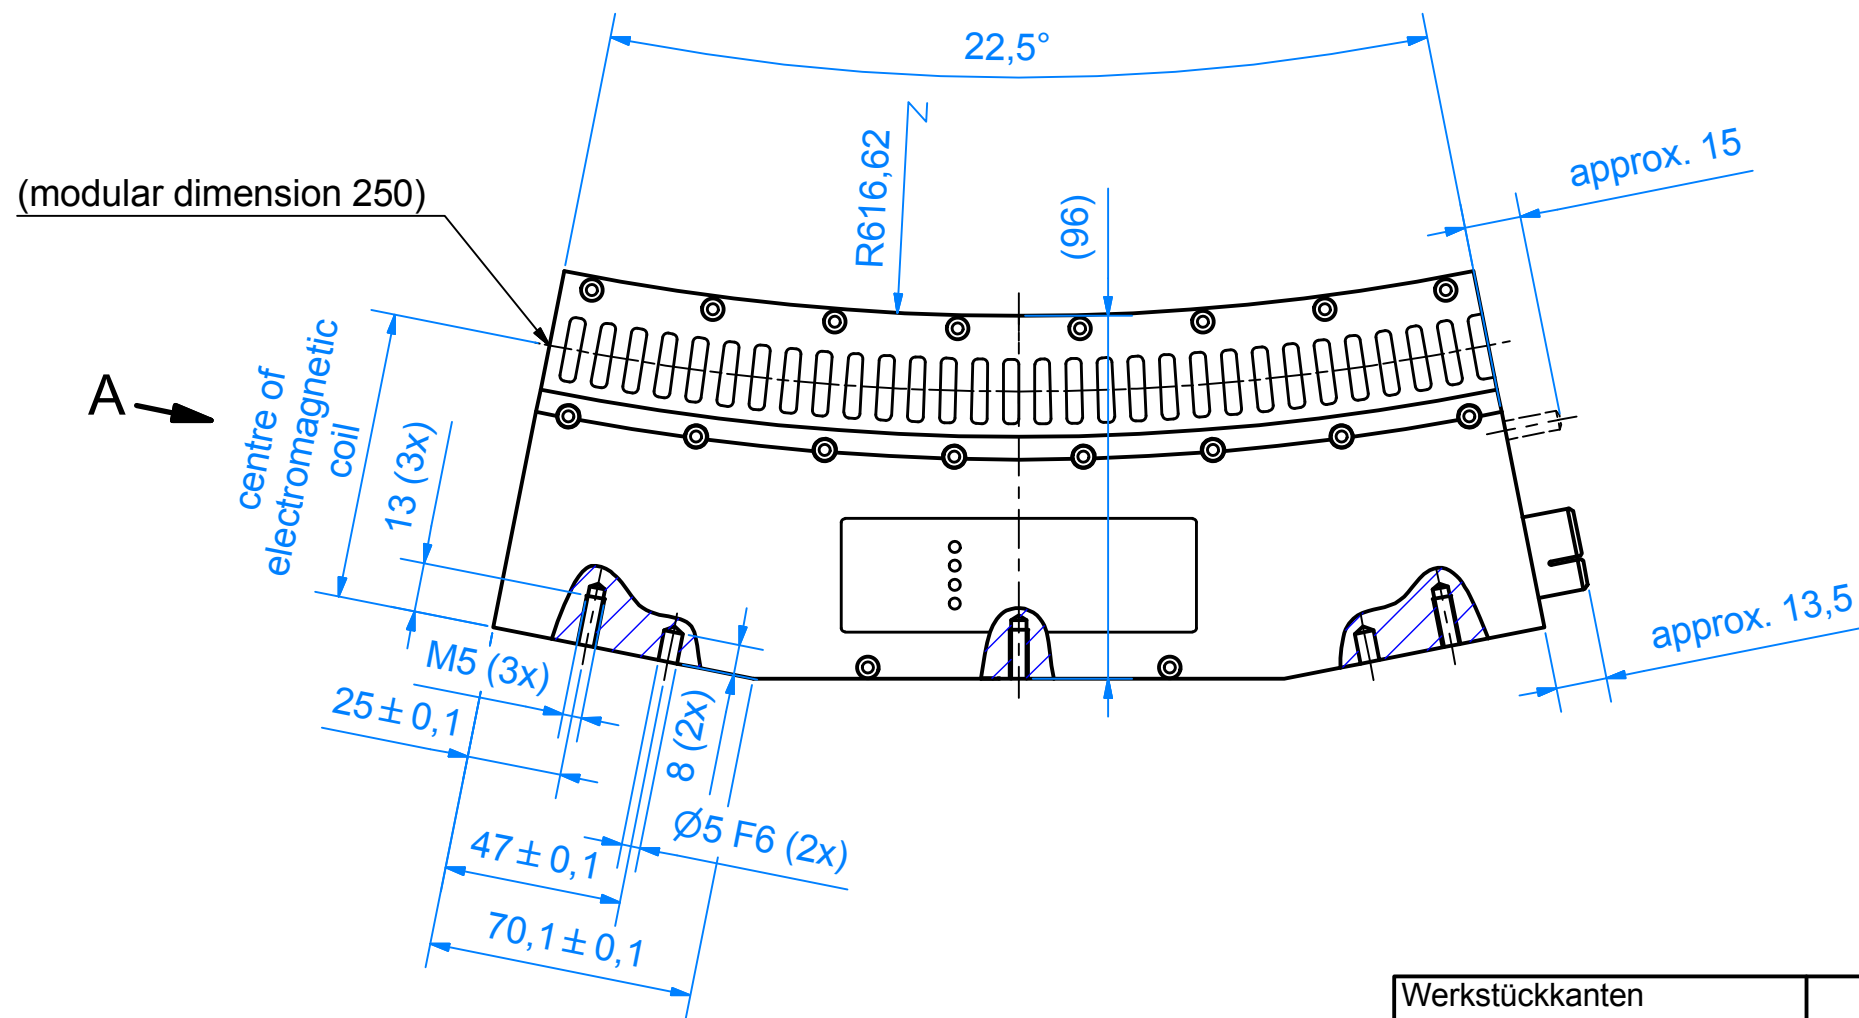 22,5°
approx. 15
R616,62
(modular dimension 250)
(96)
A
centre of
electromagnetic
coil
13 (3x)
approx. 13,5
M5 (3x)
25±0,1
8 (2x)
Ø5 F6 (2x)
47±0,1
70,1±0,1
Werkstückkanten